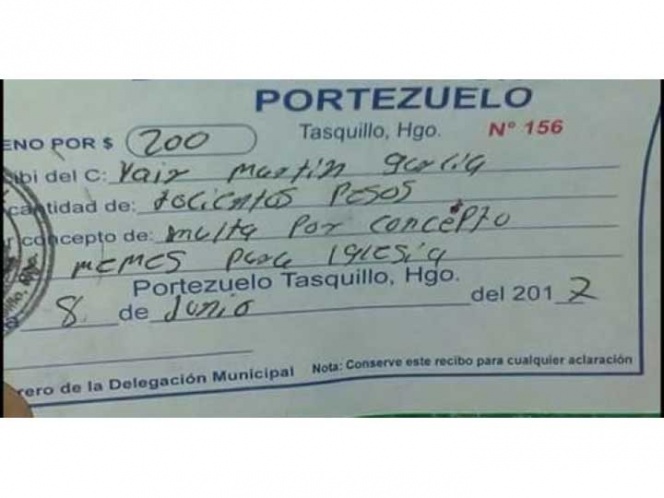 PORTEZUELO
Tasquillo, Hgo. N° 156
ENO POR $ 200
ibi del C: Yair Martin Garcia
cantidad de: docientos Pesos
r concepto de: multa Por concepto
memes para iglesia
Portezuelo Tasquillo, Hgo.
8 de Junio del 2017
rero de la Delegación Municipal Nota: Conserve este recibo para cualquier aclaración